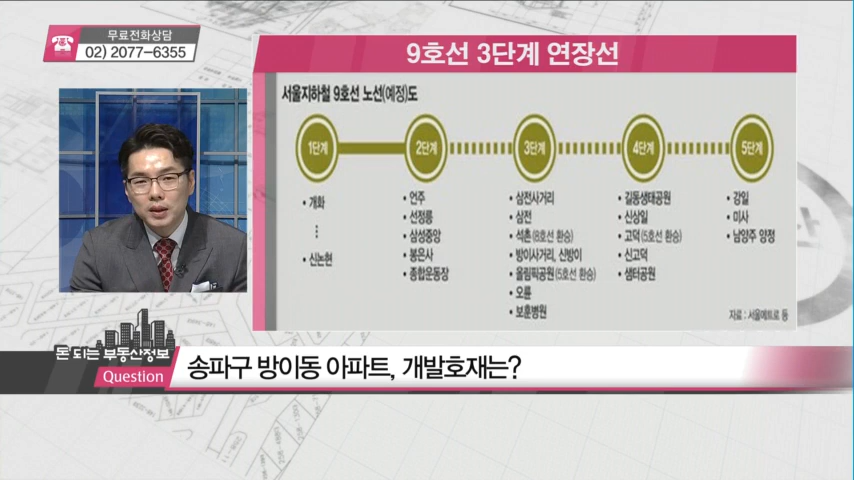 무료전화상담
02) 2077-6355
9호선 3단계 연장선
서울지하철 9호선 노선(예정)도
1단계
2단계
3단계
4단계
5단계
• 개화
⋮
• 신논현
• 언주
• 선정릉
• 삼성중앙
• 봉은사
• 종합운동장
• 삼전사거리
• 삼전
• 석촌(8호선 환승)
• 방이사거리, 신방이
• 올림픽공원(5호선 환승)
• 오륜
• 보훈병원
• 길동생태공원
• 신상일
• 고덕(5호선 환승)
• 신고덕
• 샘터공원
• 강일
• 미사
• 남양주 양정
자료 : 서울메트로 등
돈 되는 부동산정보
Question
송파구 방이동 아파트, 개발호재는?